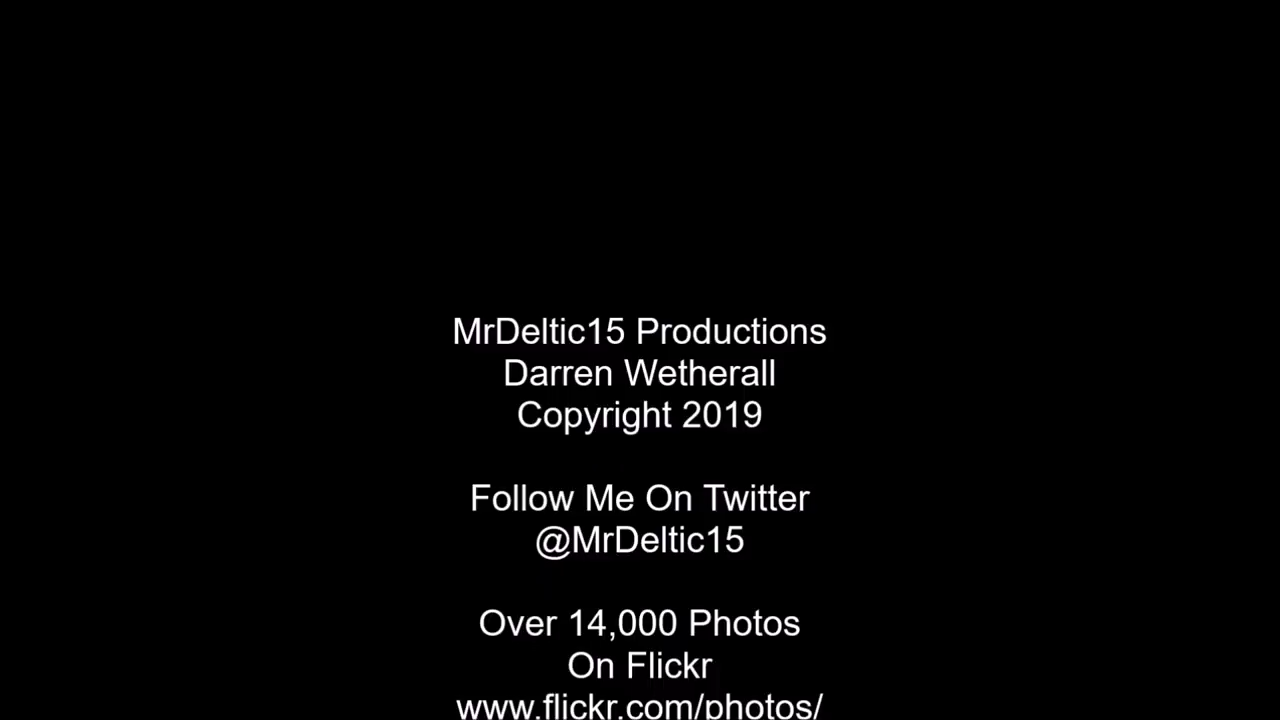 MrDeltic15 Productions
Darren Wetherall
Copyright 2019
Follow Me On Twitter
@MrDeltic15
Over 14,000 Photos
On Flickr
www.flickr.com/photos/